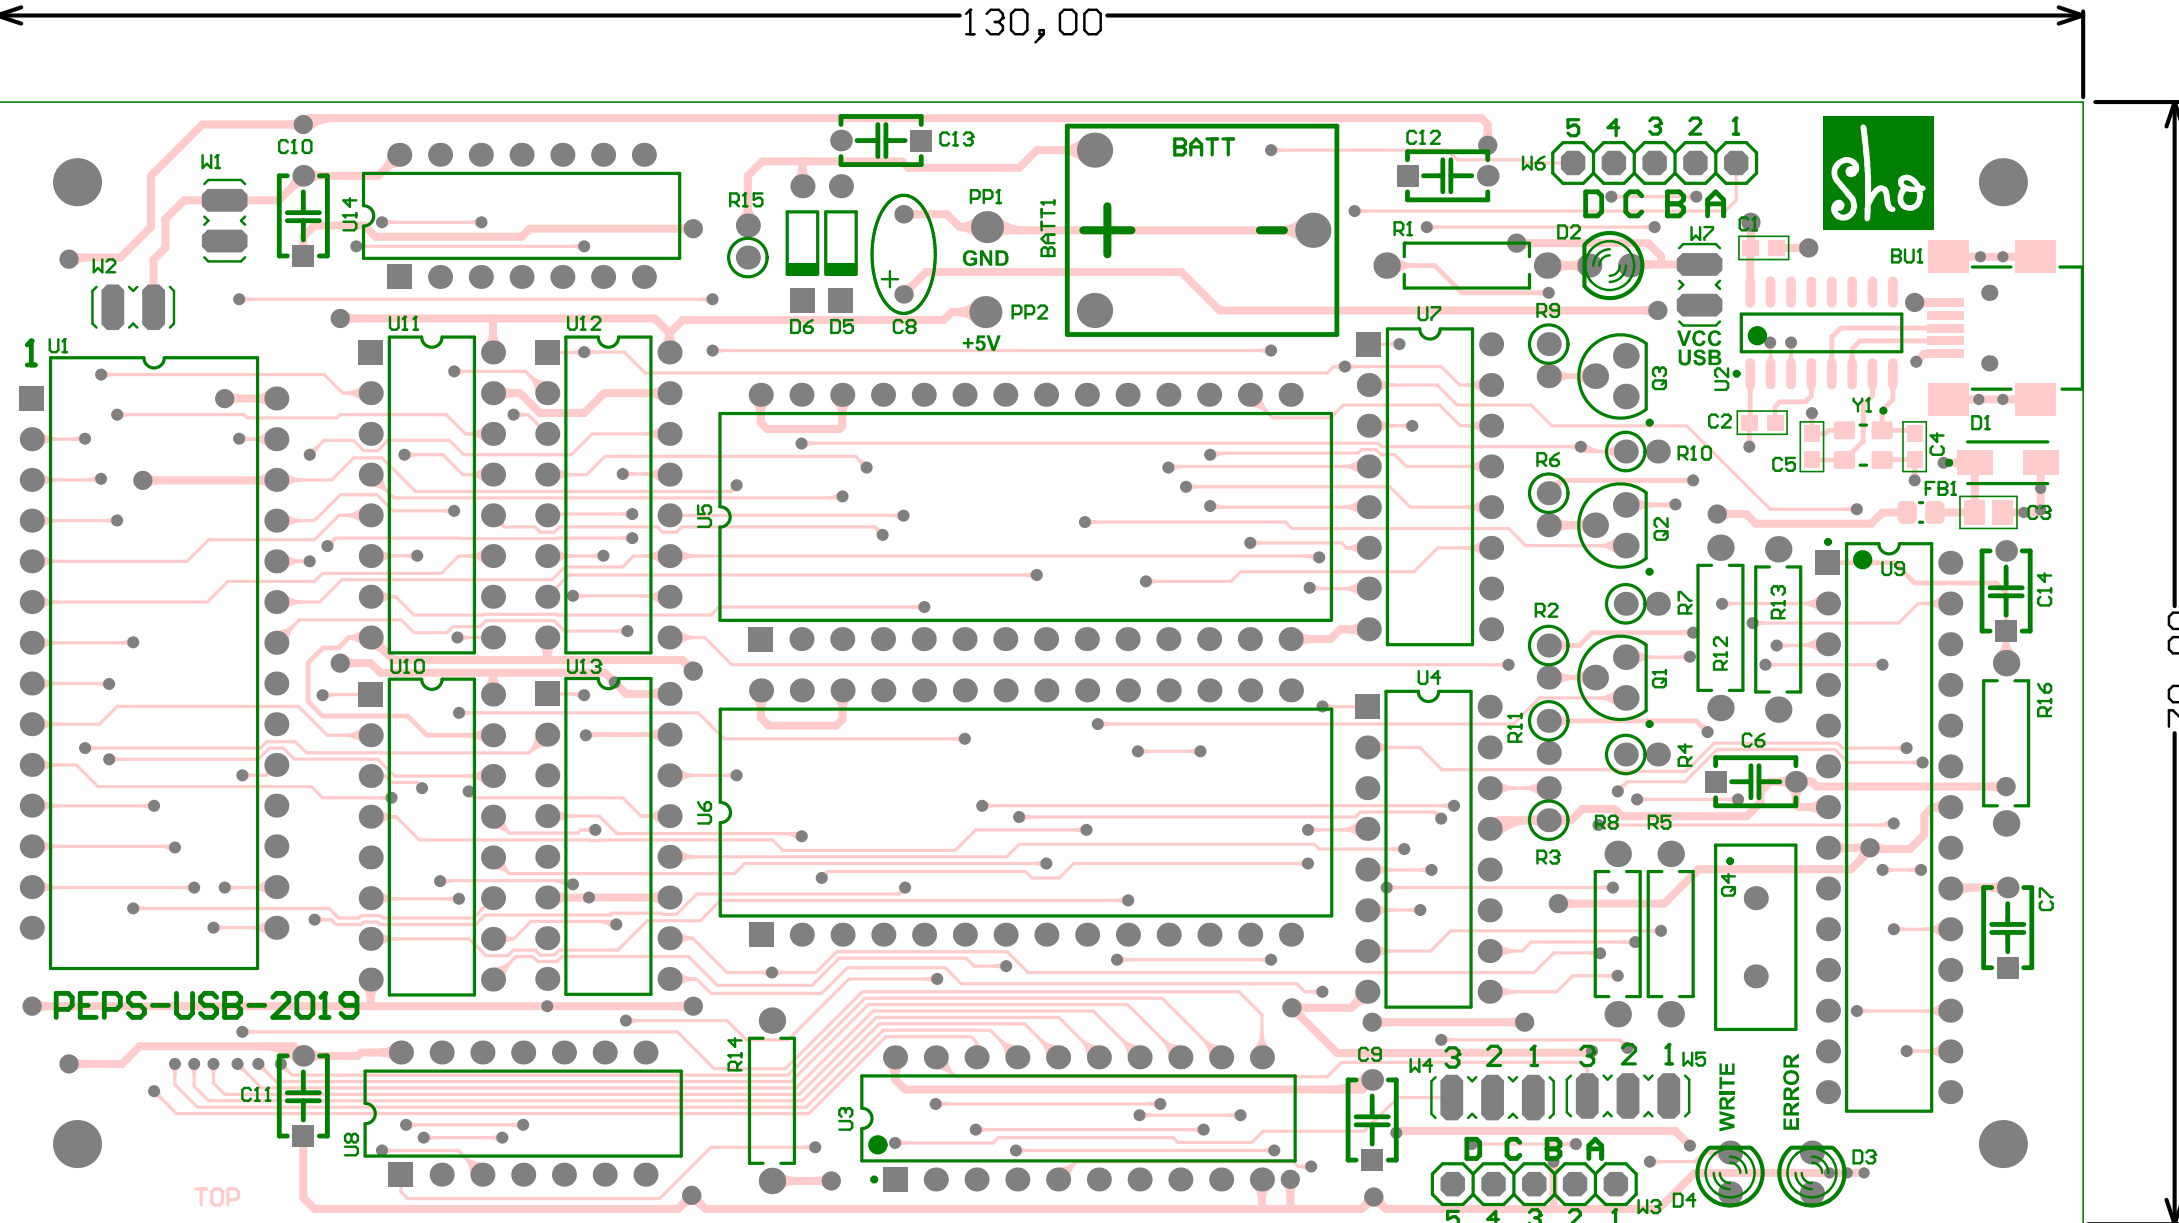 130,00
C10
W1
U14
W2
1
U1
R15
C13
PP1
GND
BATT1
BATT
D6
D5
C8
PP2
+5V
C12
W6
5 4 3 2 1
D C B A
R1
D2
W7
sho
C1
BU1
VCC
USB
U2
U11
U12
U7
R9
Q3
C2
Y1
D1
C4
C5
R6
R10
FB1
C3
U5
Q2
U9
C14
R2
R7
R13
R12
U10
U13
U4
Q1
R16
70,00
R11
R4
C6
U6
R8
R5
R3
Q4
C7
PEPS-USB-2019
R14
C9
W4
3 2 1
3 2 1
W5
WRITE
ERROR
C11
U8
U3
D C B A
D3
TOP
D4
W3
5 4 3 2 1